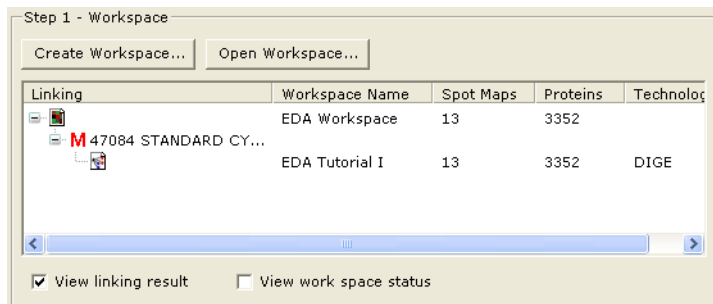 Step 1 - Workspace
Create Workspace... Open Workspace...
Linking Workspace Name Spot Maps Proteins Technolog
EDA Workspace 13 3352
M 47084 STANDARD CY...
EDA Tutorial I 13 3352 DIGE
View linking result View work space status